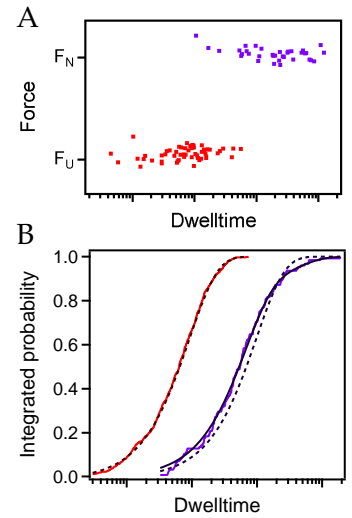 A
F_N
Force
F_U
Dwelltime
B
1.0
0.8
Integrated probability
0.6
0.4
0.2
0.0
Dwelltime